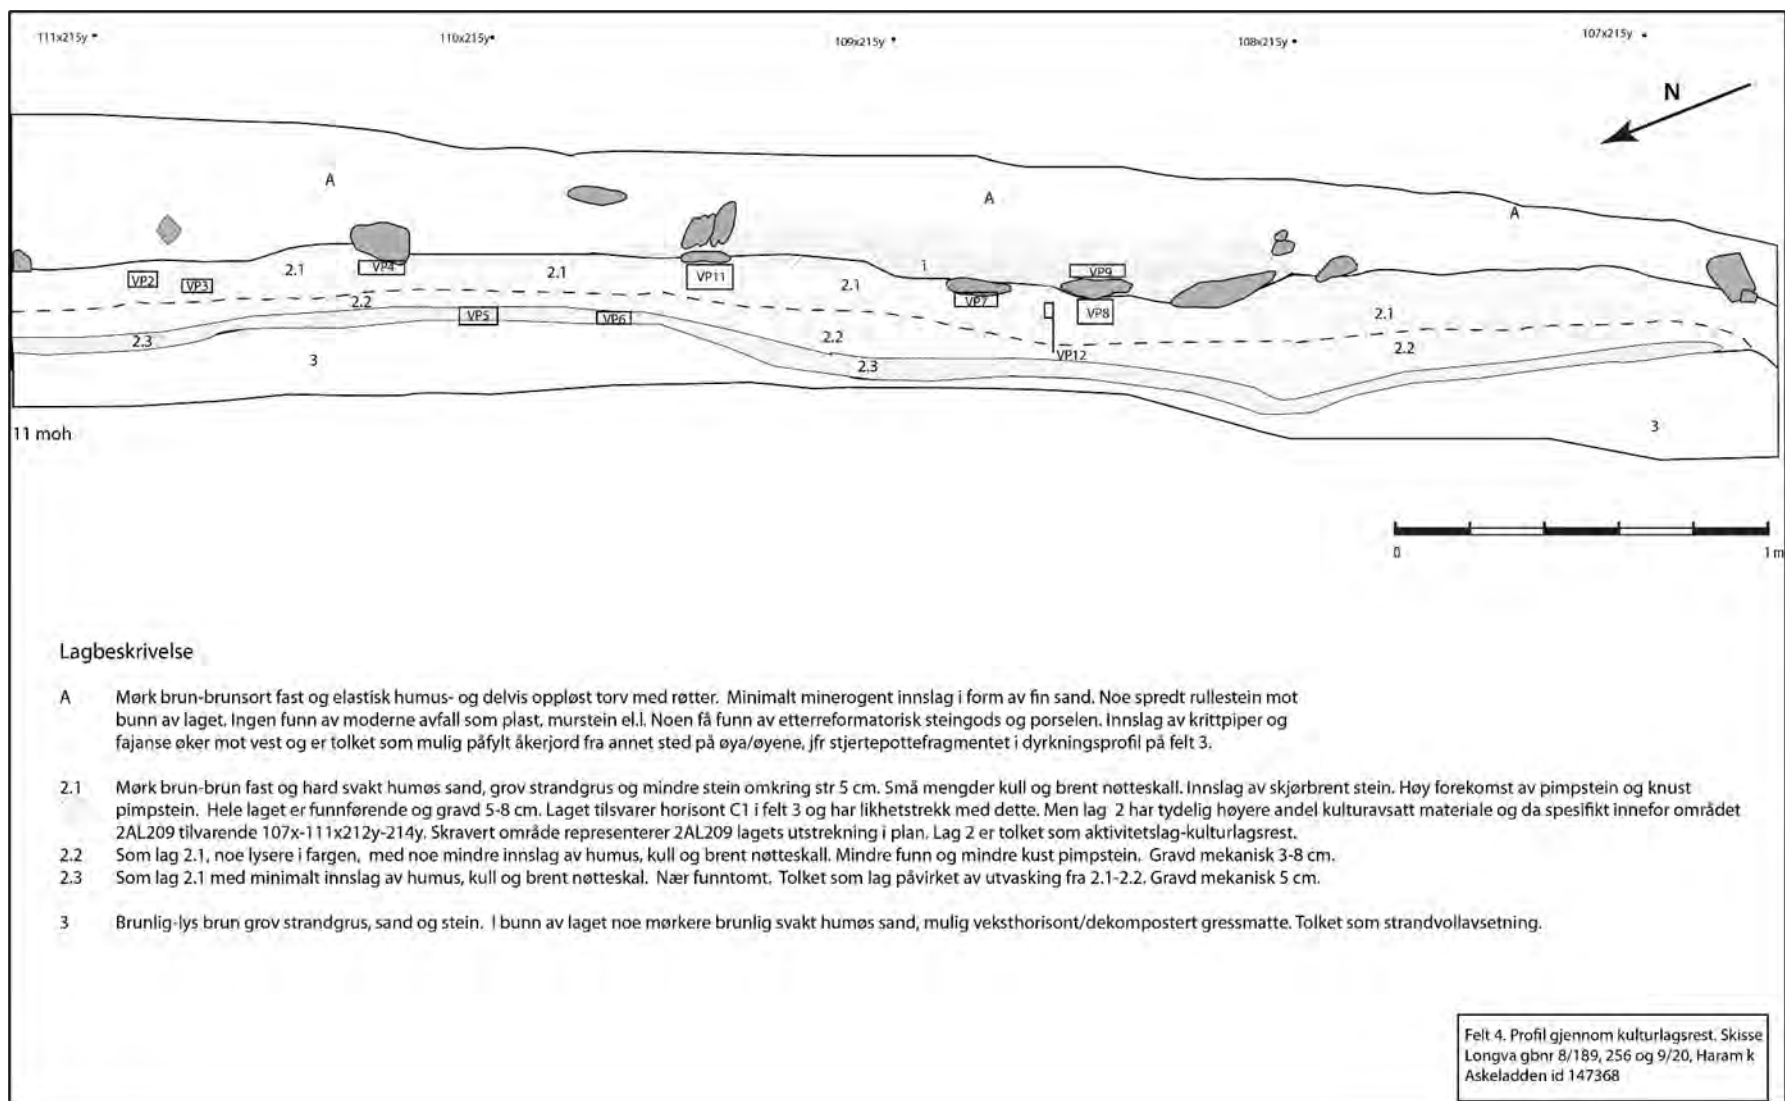 111x215y
110x215y
109x215y
108x215y
107x215y
N
A
A
A
2.1
2.1
2.1
1
2.1
VP2
VP3
VP4
VP11
VP7
VP9
VP8
2.2
VP5
VP6
2.2
VP12
2.2
2.3
2.3
3
3
11 moh
0
1 m
Lagbeskrivelse
A Mørk brun-brunsort fast og elastisk humus- og delvis oppløst torv med røtter. Minimalt minerogent innslag i form av fin sand. Noe spredt rullestein mot
bunn av laget. Ingen funn av moderne avfall som plast, murstein el.l. Noen få funn av etterreformatorisk steingods og porselen. Innslag av krittpiper og
fajanse øker mot vest og er tolket som mulig påfylt åkerjord fra annet sted på øya/øyene, jfr stjertepottefragmentet i dyrkningsprofil på felt 3.
2.1 Mørk brun-brun fast og hard svakt humøs sand, grov strandgrus og mindre stein omkring str 5 cm. Små mengder kull og brent nøtteskall. Innslag av skjørbrent stein. Høy forekomst av pimpstein og knust
pimpstein. Hele laget er funnførende og gravd 5-8 cm. Laget tilsvarer horisont C1 i felt 3 og har likhetstrekk med dette. Men lag 2 har tydelig høyere andel kulturavsatt materiale og da spesifikt innefor området
2AL209 tilvarende 107x-111x212y-214y. Skravert område representerer 2AL209 lagets utstrekning i plan. Lag 2 er tolket som aktivitetslag-kulturlagsrest.
2.2 Som lag 2.1, noe lysere i fargen, med noe mindre innslag av humus, kull og brent nøtteskall. Mindre funn og mindre kust pimpstein. Gravd mekanisk 3-8 cm.
2.3 Som lag 2.1 med minimalt innslag av humus, kull og brent nøtteskal. Nær funntomt. Tolket som lag påvirket av utvasking fra 2.1-2.2. Gravd mekanisk 5 cm.
3 Brunlig-lys brun grov strandgrus, sand og stein. I bunn av laget noe mørkere brunlig svakt humøs sand, mulig veksthorisont/dekompostert gressmatte. Tolket som strandvollavsetning.
Felt 4. Profil gjennom kulturlagsrest. Skisse
Longva gbnr 8/189, 256 og 9/20, Haram k
Askeladden id 147368